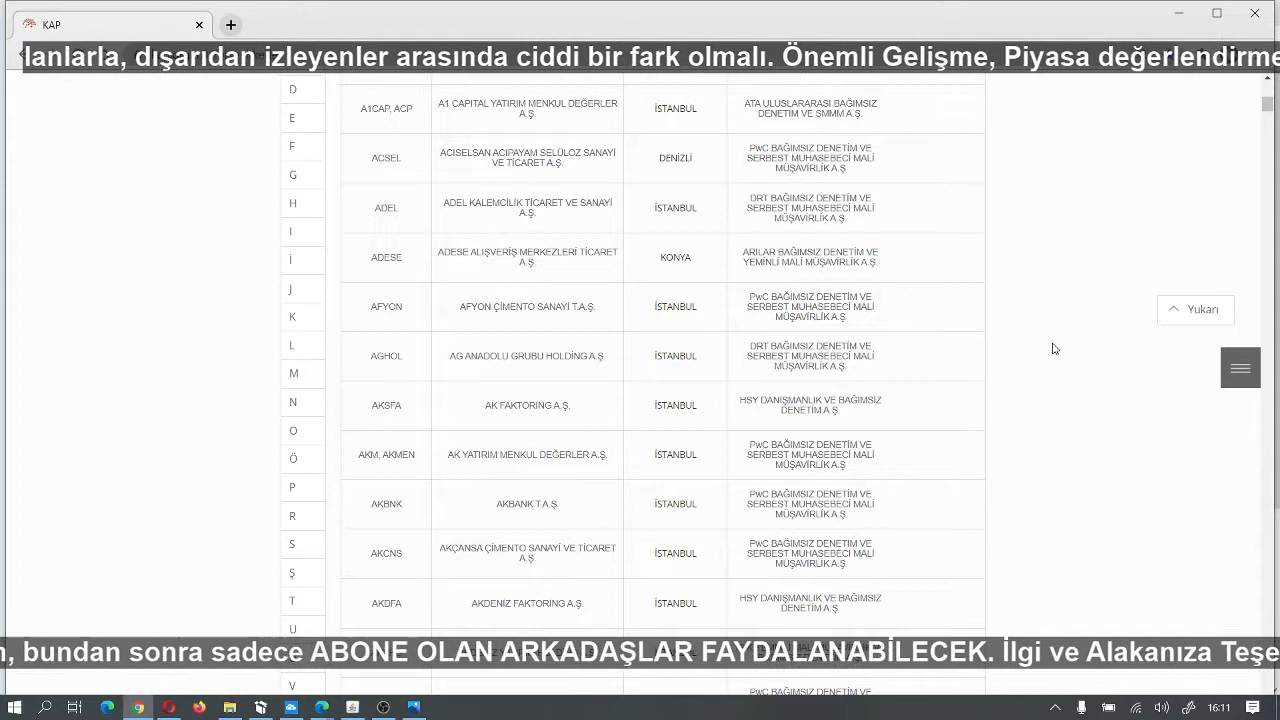 KAP
lanlarla, dışarıdan izleyenler arasında ciddi bir fark olmalı. Önemli Gelişme, Piyasa değerlendirme
D
E
F
G
H
I
İ
J
K
L
M
N
O
Ö
P
R
S
Ş
T
U
V
A1CAP, ACP
A1 CAPITAL YATIRIM MENKUL DEĞERLER
A.Ş.
İSTANBUL
ATA ULUSLARARASI BAĞIMSIZ
DENETİM VE SMMM A.Ş.
ACSEL
ACISELSAN ACIPAYAM SELÜLOZ SANAYİ
VE TİCARET A.Ş.
DENİZLİ
PwC BAĞIMSIZ DENETİM VE
SERBEST MUHASEBECİ MALİ
MÜŞAVİRLİK A.Ş
ADEL
ADEL KALEMCİLİK TİCARET VE SANAYİ
A.Ş.
İSTANBUL
DRT BAĞIMSIZ DENETİM VE
SERBEST MUHASEBECİ MALİ
MÜŞAVİRLİK A.Ş.
ADESE
ADESE ALIŞVERİŞ MERKEZLERİ TİCARET
A.Ş.
KONYA
ARILAR BAĞIMSIZ DENETİM VE
YEMİNLİ MALİ MÜŞAVİRLİK A.Ş.
AFYON
AFYON ÇİMENTO SANAYİ T.A.Ş.
İSTANBUL
PwC BAĞIMSIZ DENETİM VE
SERBEST MUHASEBECİ MALİ
MÜŞAVİRLİK A.Ş
AGHOL
AG ANADOLU GRUBU HOLDİNG A.Ş.
İSTANBUL
DRT BAĞIMSIZ DENETİM VE
SERBEST MUHASEBECİ MALİ
MÜŞAVİRLİK A.Ş.
AKSFA
AK FAKTORİNG A.Ş.
İSTANBUL
HSY DANIŞMANLIK VE BAĞIMSIZ
DENETİM A.Ş.
AKM, AKMEN
AK YATIRIM MENKUL DEĞERLER A.Ş.
İSTANBUL
PwC BAĞIMSIZ DENETİM VE
SERBEST MUHASEBECİ MALİ
MÜŞAVİRLİK A.Ş
AKBNK
AKBANK T.A.Ş.
İSTANBUL
PwC BAĞIMSIZ DENETİM VE
SERBEST MUHASEBECİ MALİ
MÜŞAVİRLİK A.Ş
AKCNS
AKÇANSA ÇİMENTO SANAYİ VE TİCARET
A.Ş.
İSTANBUL
PwC BAĞIMSIZ DENETİM VE
SERBEST MUHASEBECİ MALİ
MÜŞAVİRLİK A.Ş
AKDFA
AKDENİZ FAKTORİNG A.Ş.
İSTANBUL
HSY DANIŞMANLIK VE BAĞIMSIZ
DENETİM A.Ş.
PwC BAĞIMSIZ DENETİM VE
Yukarı
n, bundan sonra sadece ABONE OLAN ARKADAŞLAR FAYDALANABİLECEK. İlgi ve Alakanıza Teşe
16:11